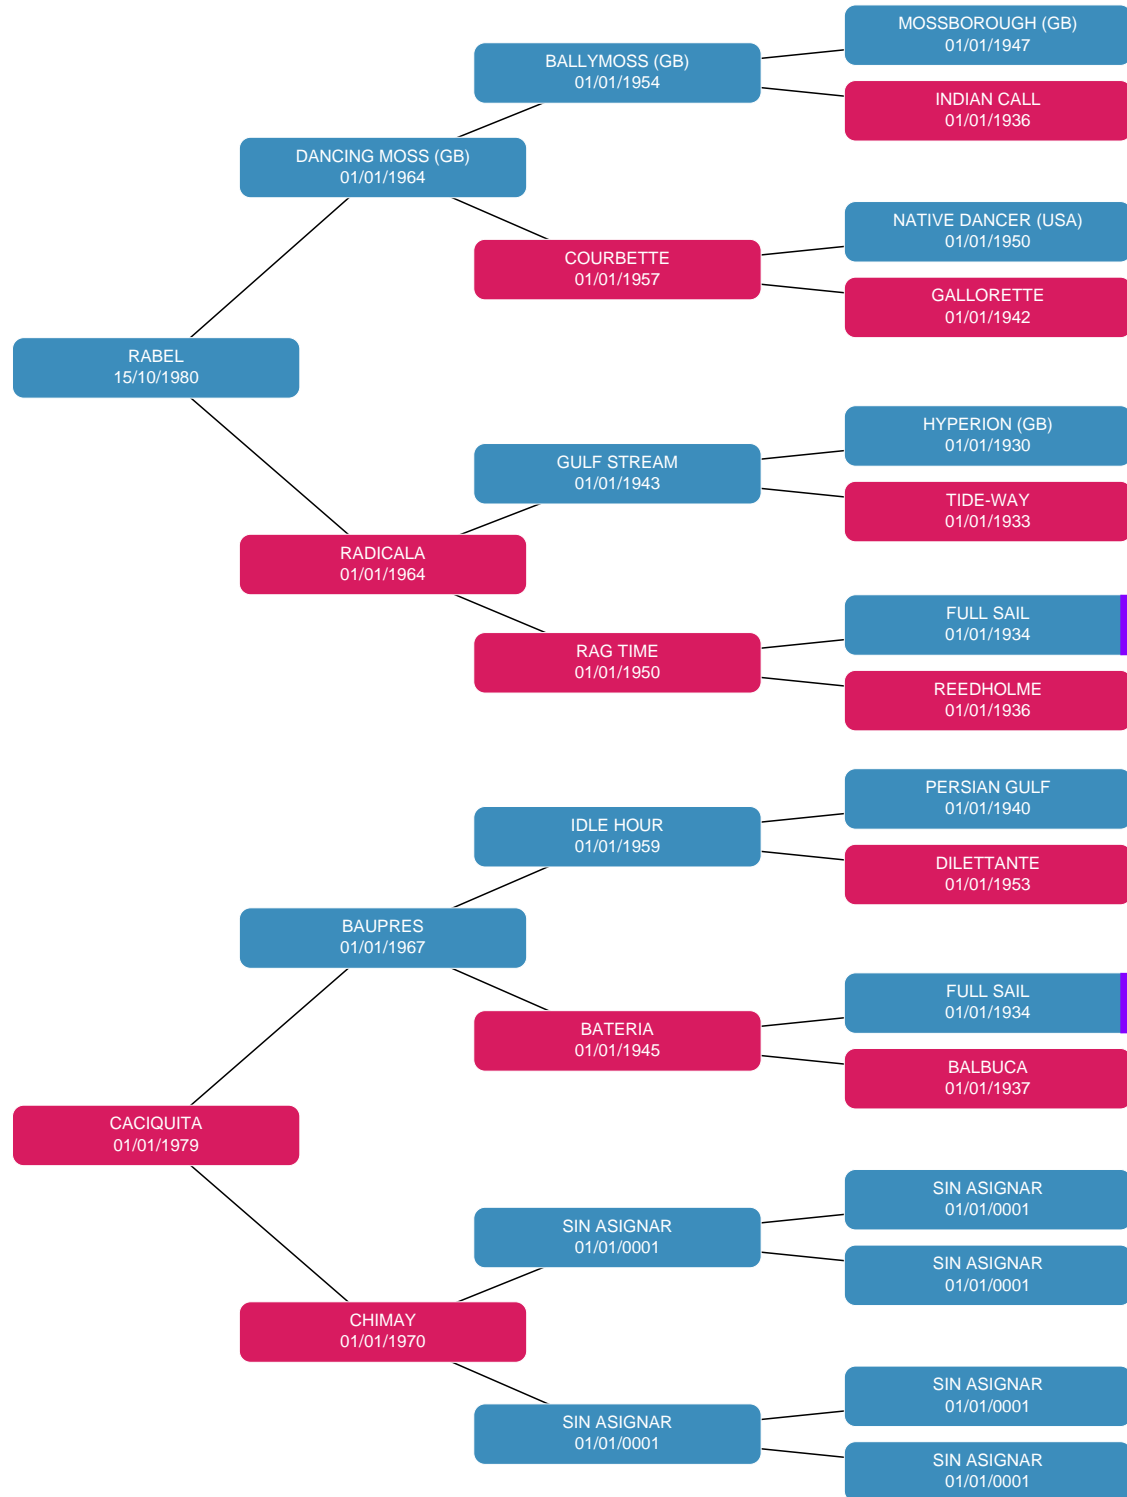 MOSSBOROUGH (GB)
01/01/1947
BALLYMOSS (GB)
01/01/1954
INDIAN CALL
01/01/1936
DANCING MOSS (GB)
01/01/1964
NATIVE DANCER (USA)
01/01/1950
COURBETTE
01/01/1957
GALLORETTE
01/01/1942
RABEL
15/10/1980
HYPERION (GB)
01/01/1930
GULF STREAM
01/01/1943
TIDE-WAY
01/01/1933
RADICALA
01/01/1964
FULL SAIL
01/01/1934
RAG TIME
01/01/1950
REEDHOLME
01/01/1936
PERSIAN GULF
01/01/1940
IDLE HOUR
01/01/1959
DILETTANTE
01/01/1953
BAUPRES
01/01/1967
FULL SAIL
01/01/1934
BATERIA
01/01/1945
BALBUCA
01/01/1937
CACIQUITA
01/01/1979
SIN ASIGNAR
01/01/0001
SIN ASIGNAR
01/01/0001
SIN ASIGNAR
01/01/0001
CHIMAY
01/01/1970
SIN ASIGNAR
01/01/0001
SIN ASIGNAR
01/01/0001
SIN ASIGNAR
01/01/0001